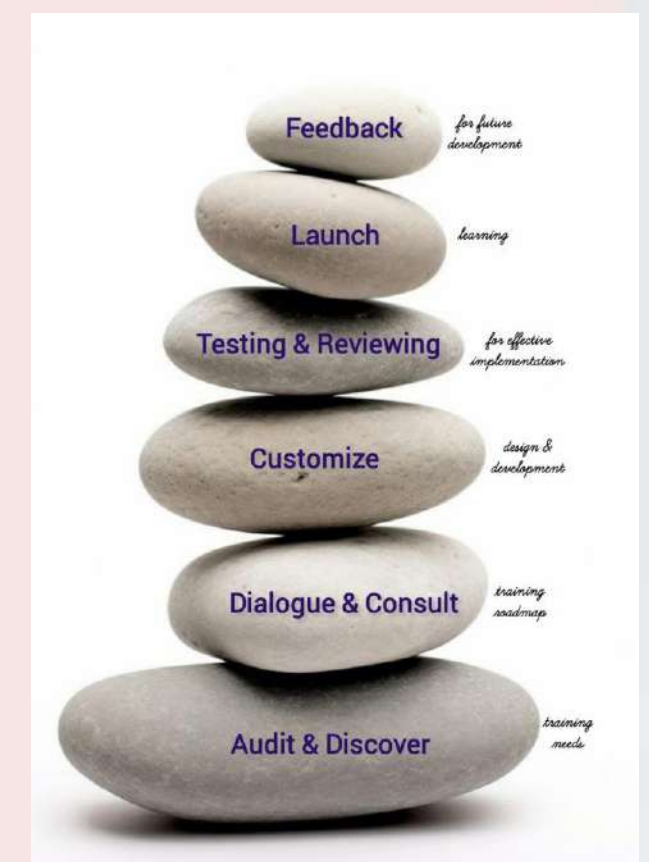 Feedback
for future
development
Launch
learning
Testing & Reviewing
for effective
implementation
Customize
design &
development
Dialogue & Consult
training
roadmap
Audit & Discover
training
needs